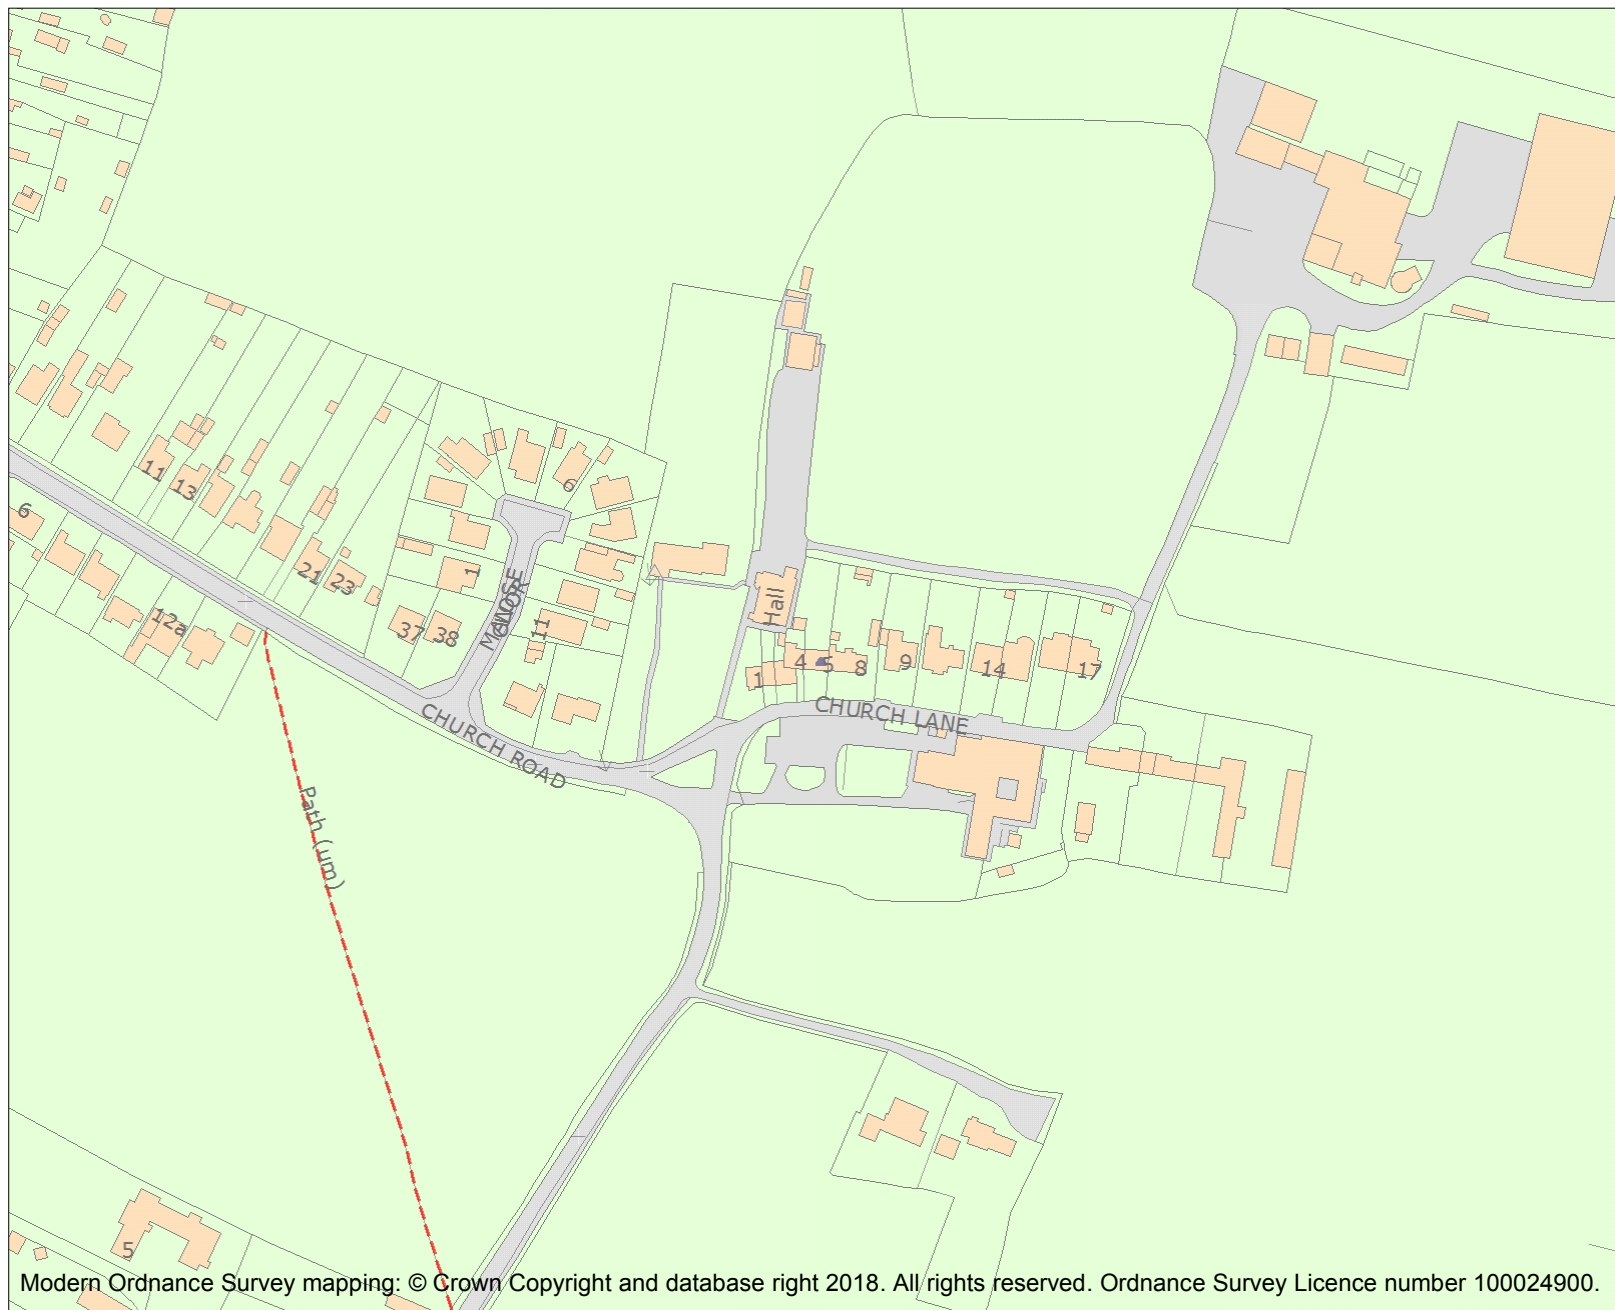 11
13
6
6
21
23
1
12a
37
38
MANOR
CLOSE
11
Hall
1
4
5
8
9
14
17
CHURCH LANE
CHURCH ROAD
Path (um)
5
Modern Ordnance Survey mapping: © Crown Copyright and database right 2018. All rights reserved. Ordnance Survey Licence number 100024900.